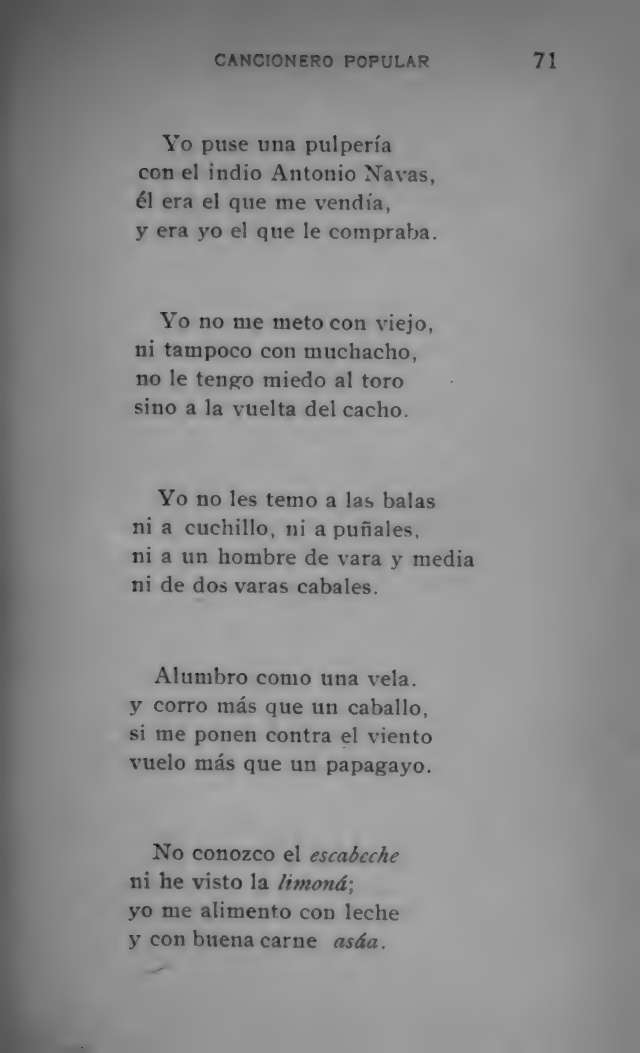 CANCIONERO POPULAR 71
Yo puse una pulpería
con el indio Antonio Navas,
él era el que me vendía,
y era yo el que le compraba.
Yo no me meto con viejo,
ni tampoco con muchacho,
no le tengo miedo al toro
sino a la vuelta del cacho.
Yo no les temo a las balas
ni a cuchillo, ni a puñales,
ni a un hombre de vara y media
ni de dos varas cabales.
Alumbro como una vela.
y corro más que un caballo,
si me ponen contra el viento
vuelo más que un papagayo.
No conozco el escabeche
ni he visto la limoná;
yo me alimento con leche
y con buena carne asáa.